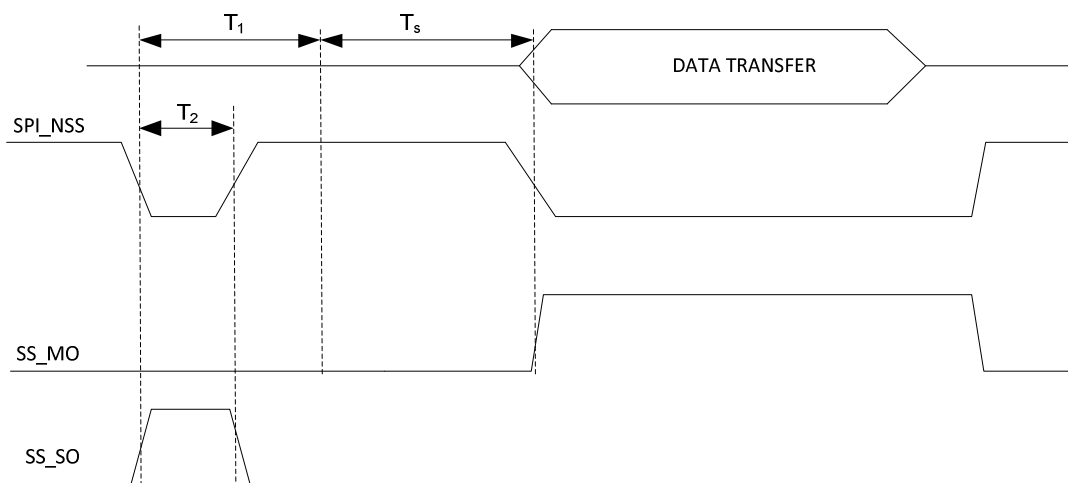 T₁
Tₛ
DATA TRANSFER
T₂
SPI_NSS
SS_MO
SS_SO